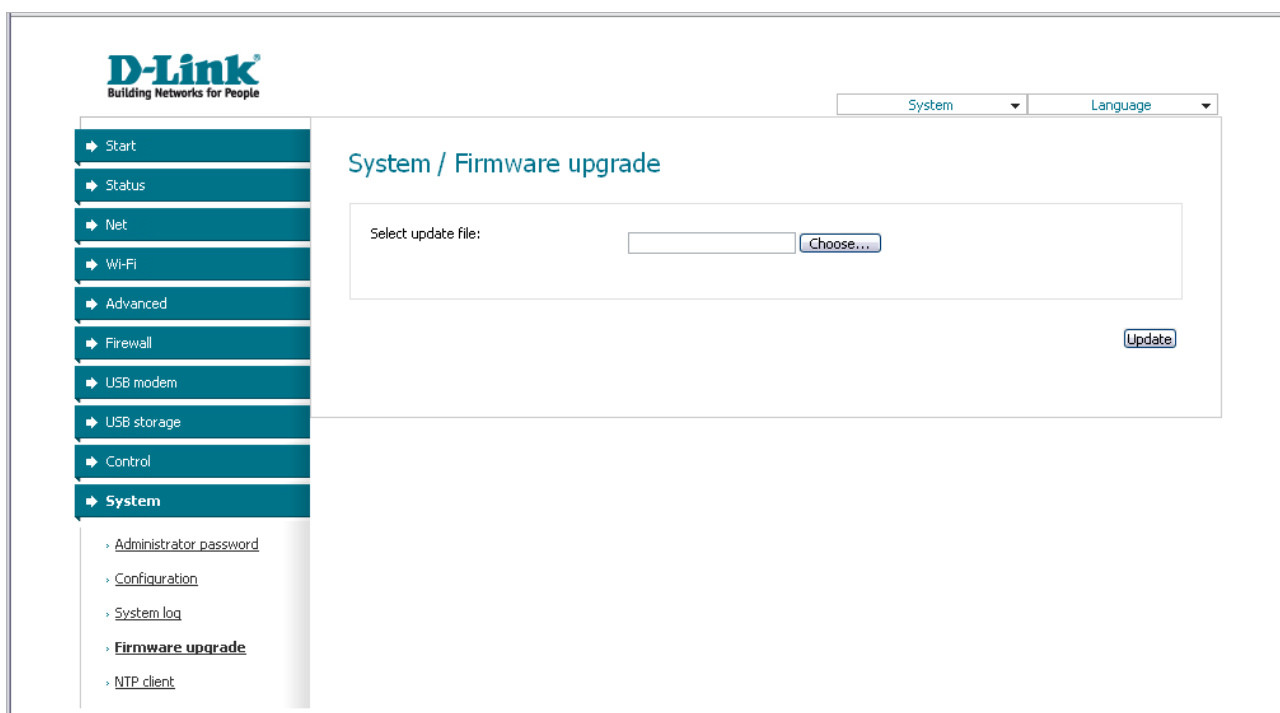 D-Link
Building Networks for People
System
Language
Start
Status
Net
Wi-Fi
Advanced
Firewall
USB modem
USB storage
Control
System
Administrator password
Configuration
System log
Firmware upgrade
NTP client
System / Firmware upgrade
Select update file:
Choose...
Update